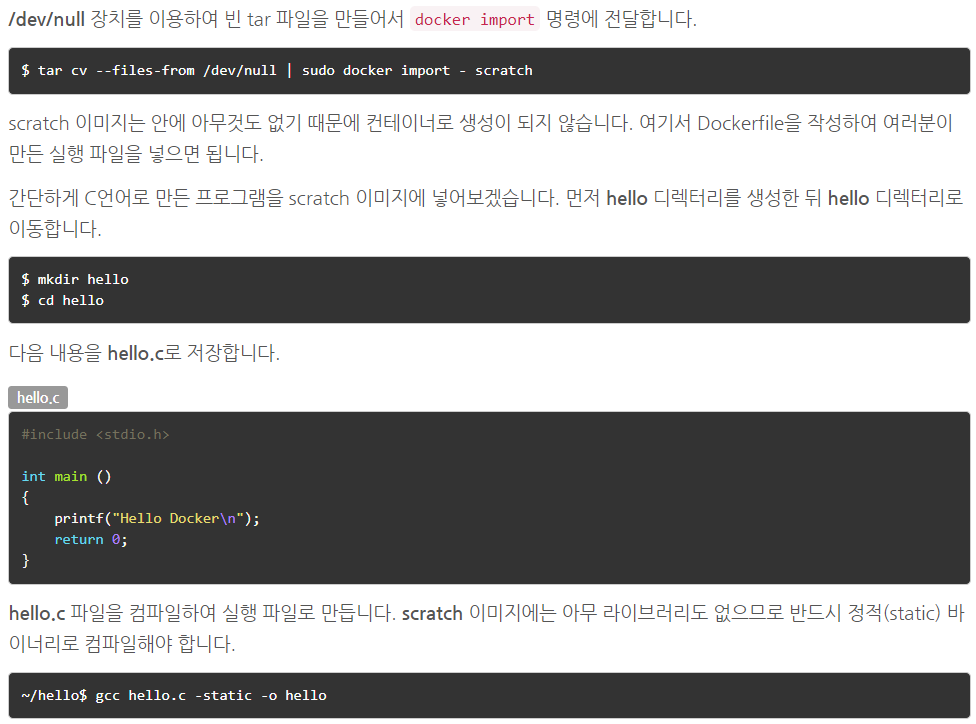 /dev/null 장치를 이용하여 빈 tar 파일을 만들어서 docker import 명령에 전달합니다.
$ tar cv --files-from /dev/null | sudo docker import - scratch
scratch 이미지는 안에 아무것도 없기 때문에 컨테이너로 생성이 되지 않습니다. 여기서 Dockerfile을 작성하여 여러분이
만든 실행 파일을 넣으면 됩니다.
간단하게 C언어로 만든 프로그램을 scratch 이미지에 넣어보겠습니다. 먼저 hello 디렉터리를 생성한 뒤 hello 디렉터리로
이동합니다.
$ mkdir hello
$ cd hello
다음 내용을 hello.c로 저장합니다.
hello.c
#include <stdio.h>
int main ()
{
    printf("Hello Docker\n");
    return 0;
}
hello.c 파일을 컴파일하여 실행 파일로 만듭니다. scratch 이미지에는 아무 라이브러리도 없으므로 반드시 정적(static) 바
이너리로 컴파일해야 합니다.
~/hello$ gcc hello.c -static -o hello